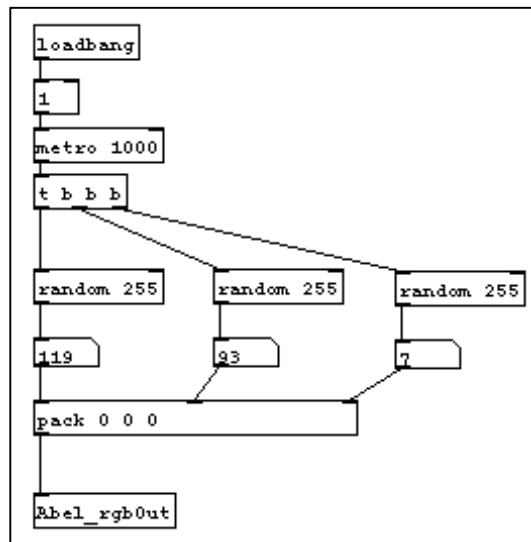 loadbang
1
metro 1000
t b b b
random 255
random 255
random 255
119
93
7
pack 0 0 0
Abel_rgbOut